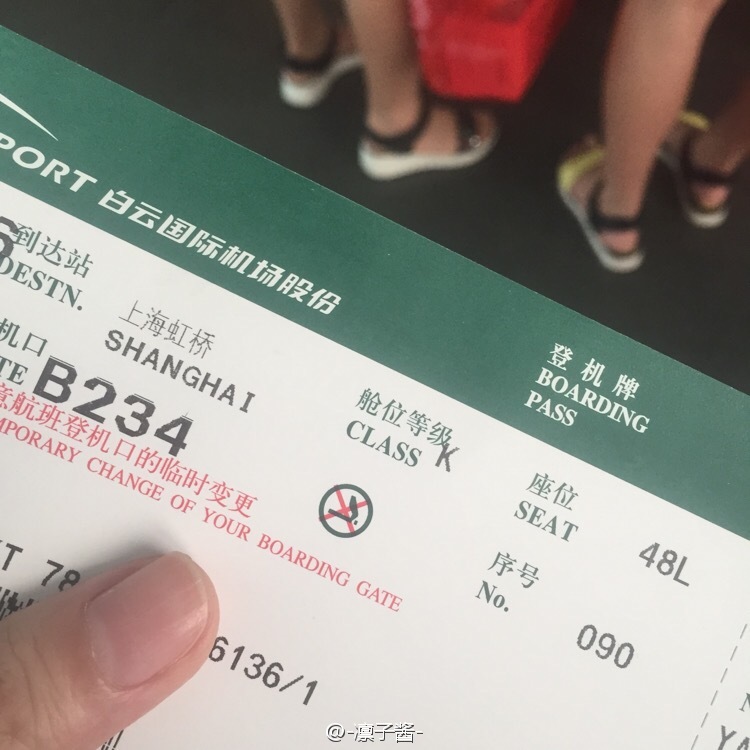 PORT 白云国际机场股份
到达站
DESTN.
上海虹桥
SHANGHAI
登机牌
BOARDING
PASS
机口
B234
舱位等级
CLASS K
意航班登机口的临时变更
MPORARY CHANGE OF YOUR BOARDING GATE
座位
SEAT 48L
序号
No. 090
78
6136/1
@-凛子酱-